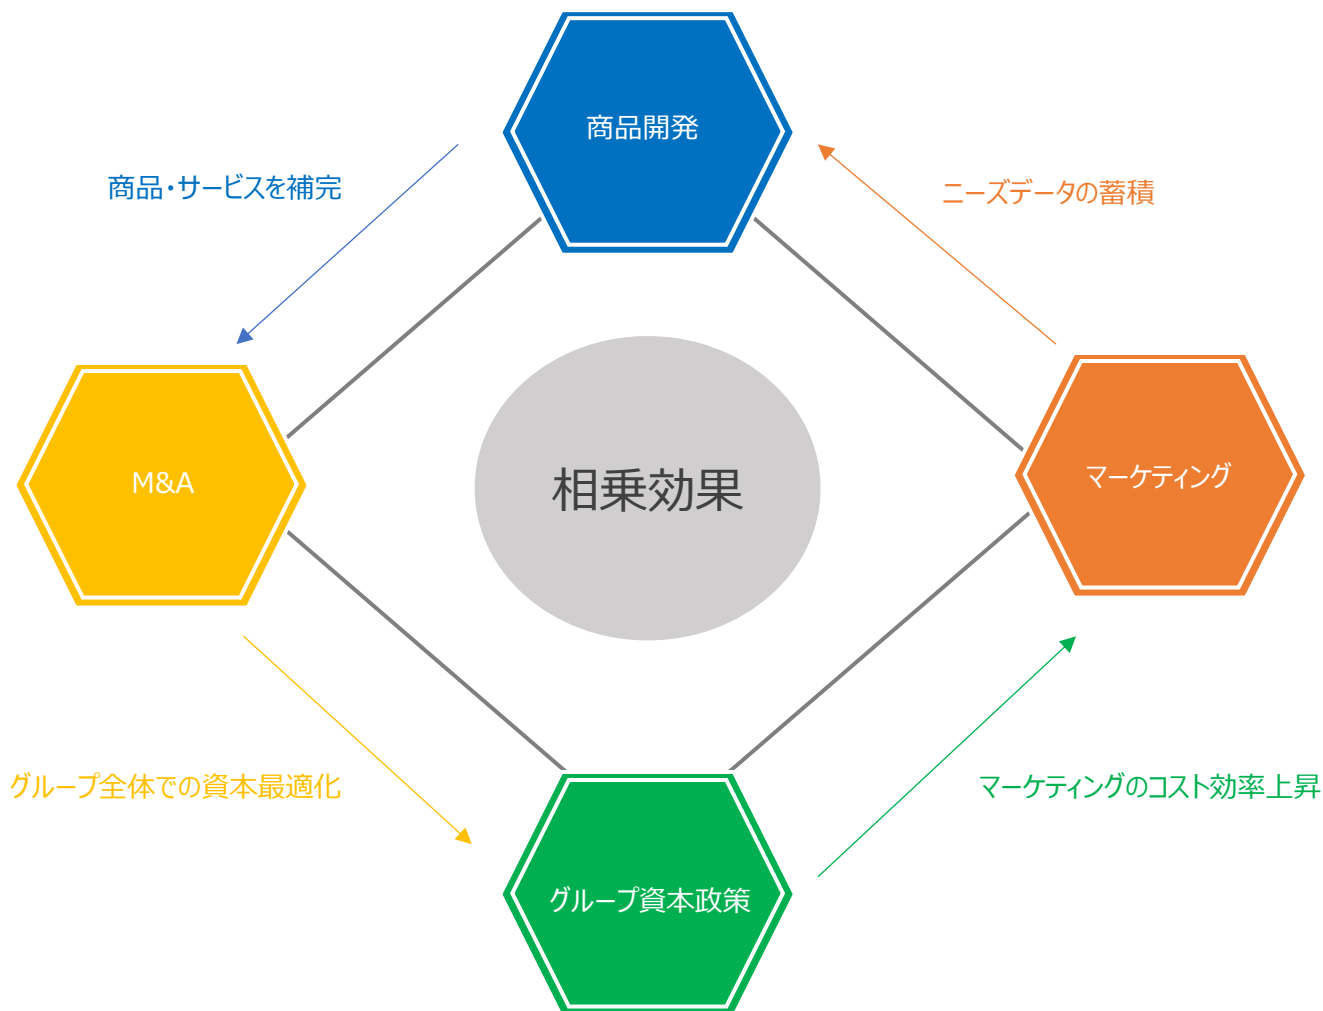 商品開発
商品・サービスを補完
ニーズデータの蓄積
M&A
相乗効果
マーケティング
グループ全体での資本最適化
マーケティングのコスト効率上昇
グループ資本政策